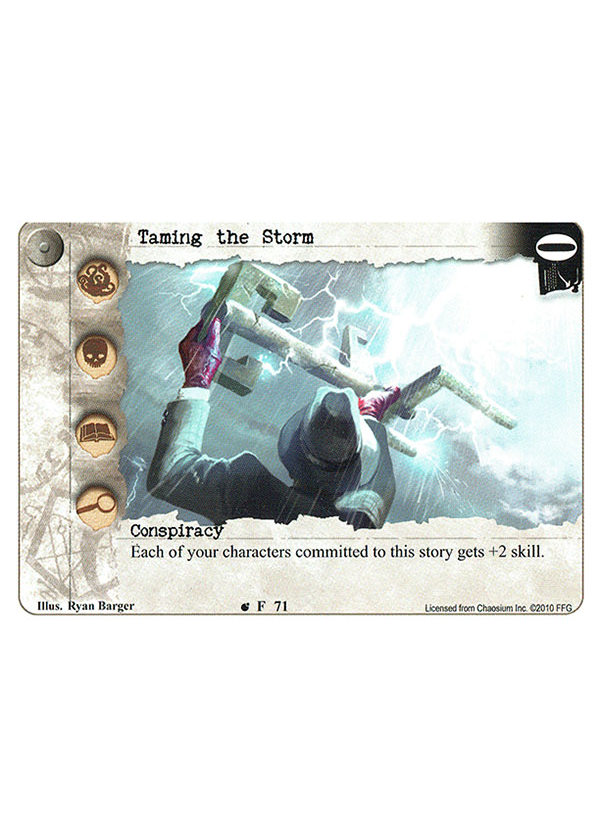 Taming the Storm
0
Conspiracy
Each of your characters committed to this story gets +2 skill.
Illus. Ryan Barger
F 71
Licensed from Chaosium Inc. ©2010 FFG